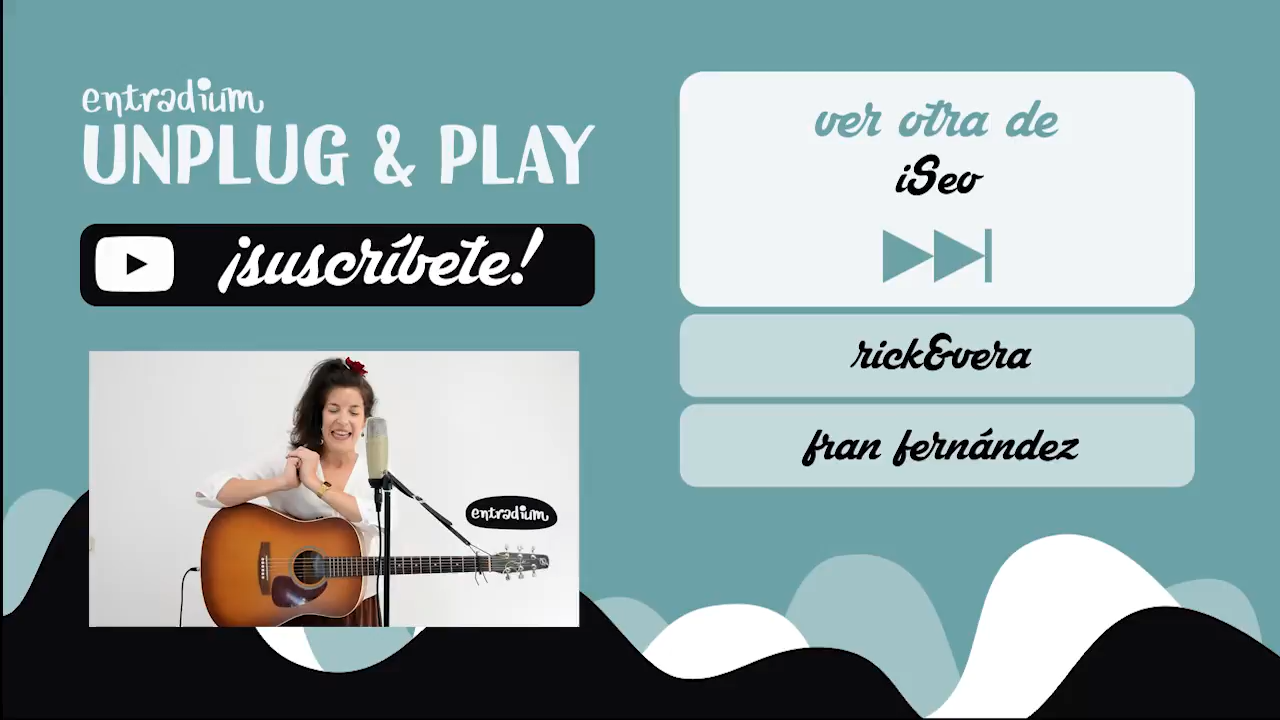 entradium
UNPLUG & PLAY
¡suscríbete!
entradium
ver otra de
iSeo
rick&vera
fran fernández